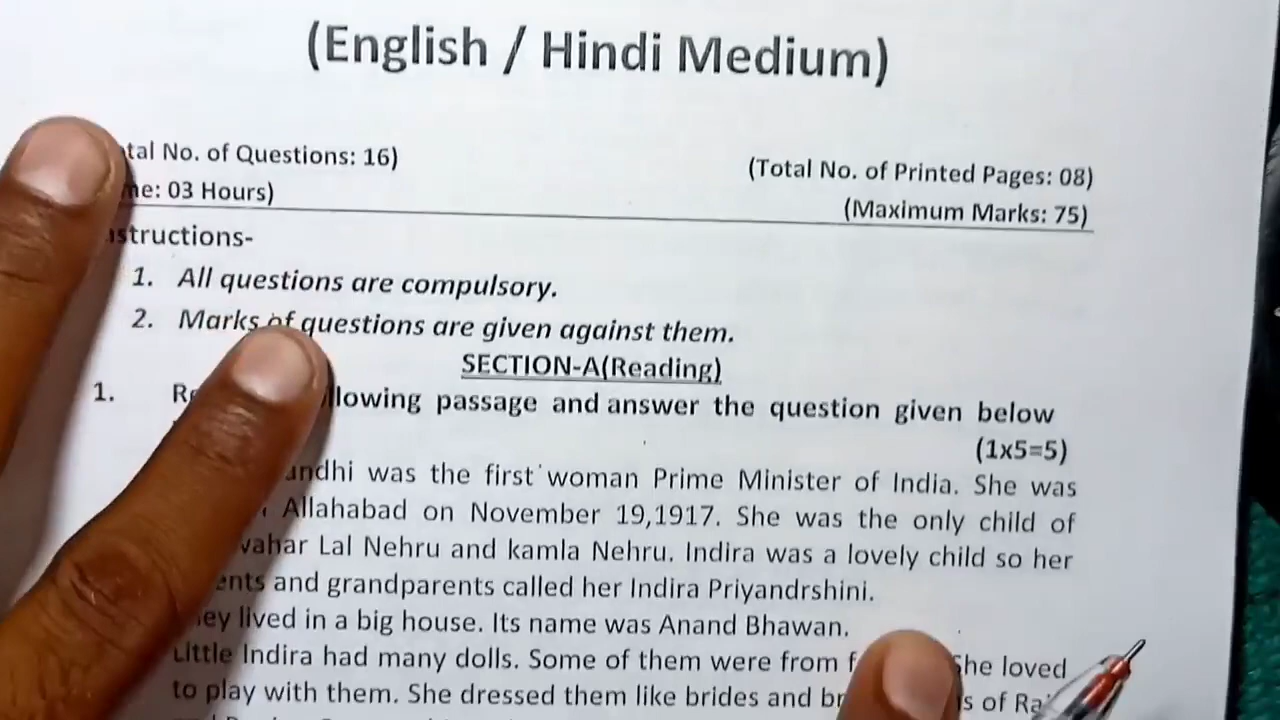 (English / Hindi Medium)
tal No. of Questions: 16)
(Total No. of Printed Pages: 08)
03 Hours)
(Maximum Marks: 75)
structions-
1. All questions are compulsory.
2. Marks of questions are given against them.
SECTION-A(Reading)
1. llowing passage and answer the question given below
(1x5=5)
andhi was the first woman Prime Minister of India. She was
Allahabad on November 19,1917. She was the only child of
vahar Lal Nehru and kamla Nehru. Indira was a lovely child so her
ents and grandparents called her Indira Priyandrshini.
hey lived in a big house. Its name was Anand Bhawan.
Little Indira had many dolls. Some of them were from She loved
to play with them. She dressed them like brides and of